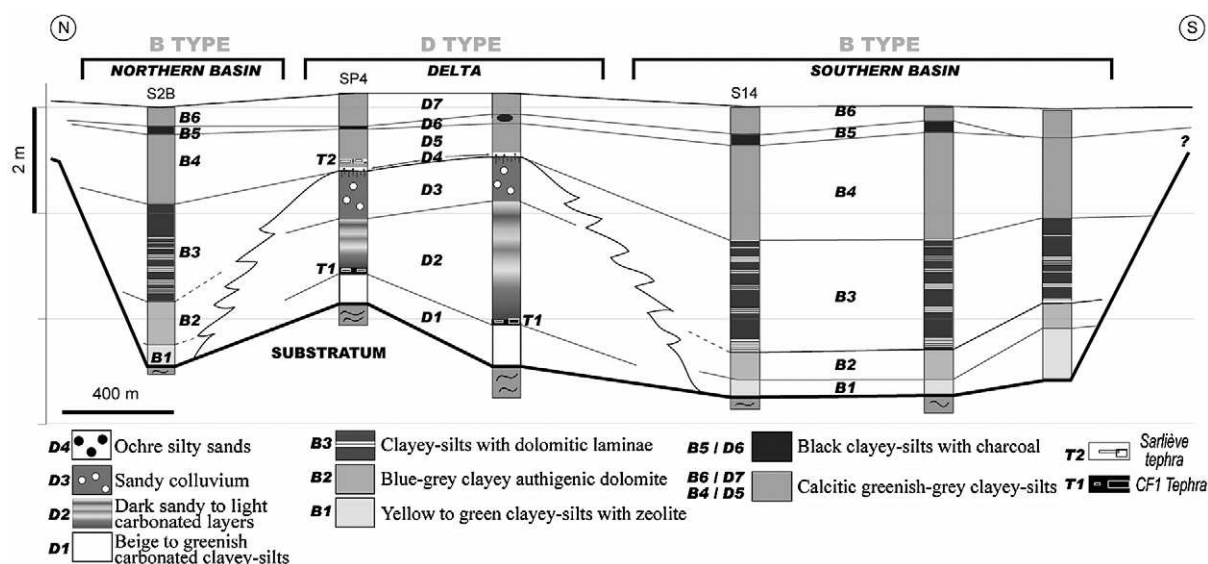 N
S
B TYPE
D TYPE
B TYPE
NORTHERN BASIN
DELTA
SOUTHERN BASIN
S2B
SP4
S14
B6
B5
B4
B3
B2
B1
D7
D6
D5
D4
D3
D2
D1
T2
T1
T1
B6
B5
B4
B3
B2
B1
?
2 m
SUBSTRATUM
400 m
D4 Ochre silty sands
D3 Sandy colluvium
D2 Dark sandy to light
carbonated layers
D1 Beige to greenish
carbonated clayey-silts
B3 Clayey-silts with dolomitic laminae
B2 Blue-grey clayey authigenic dolomite
B1 Yellow to green clayey-silts with zeolite
B5 / D6 Black clayey-silts with charcoal
B6 / D7
B4 / D5 Calcitic greenish-grey clayey-silts
T2 Sarliève
tephra
T1 CF1 Tephra